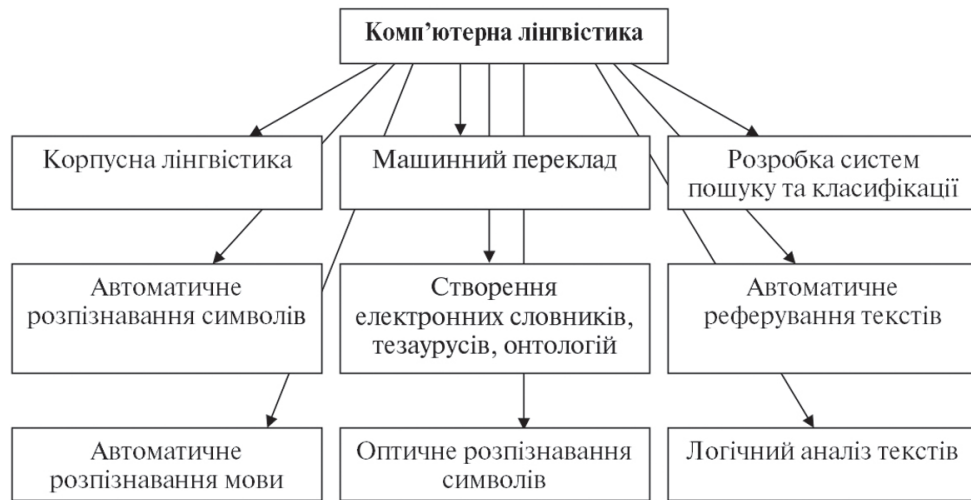 Комп’ютерна лінгвістика
Корпусна лінгвістика
Машинний переклад
Розробка систем
пошуку та класифікації
Автоматичне
розпізнавання символів
Створення
електронних словників,
тезаурусів, онтологій
Автоматичне
реферування текстів
Автоматичне
розпізнавання мови
Оптичне розпізнавання
символів
Логічний аналіз текстів